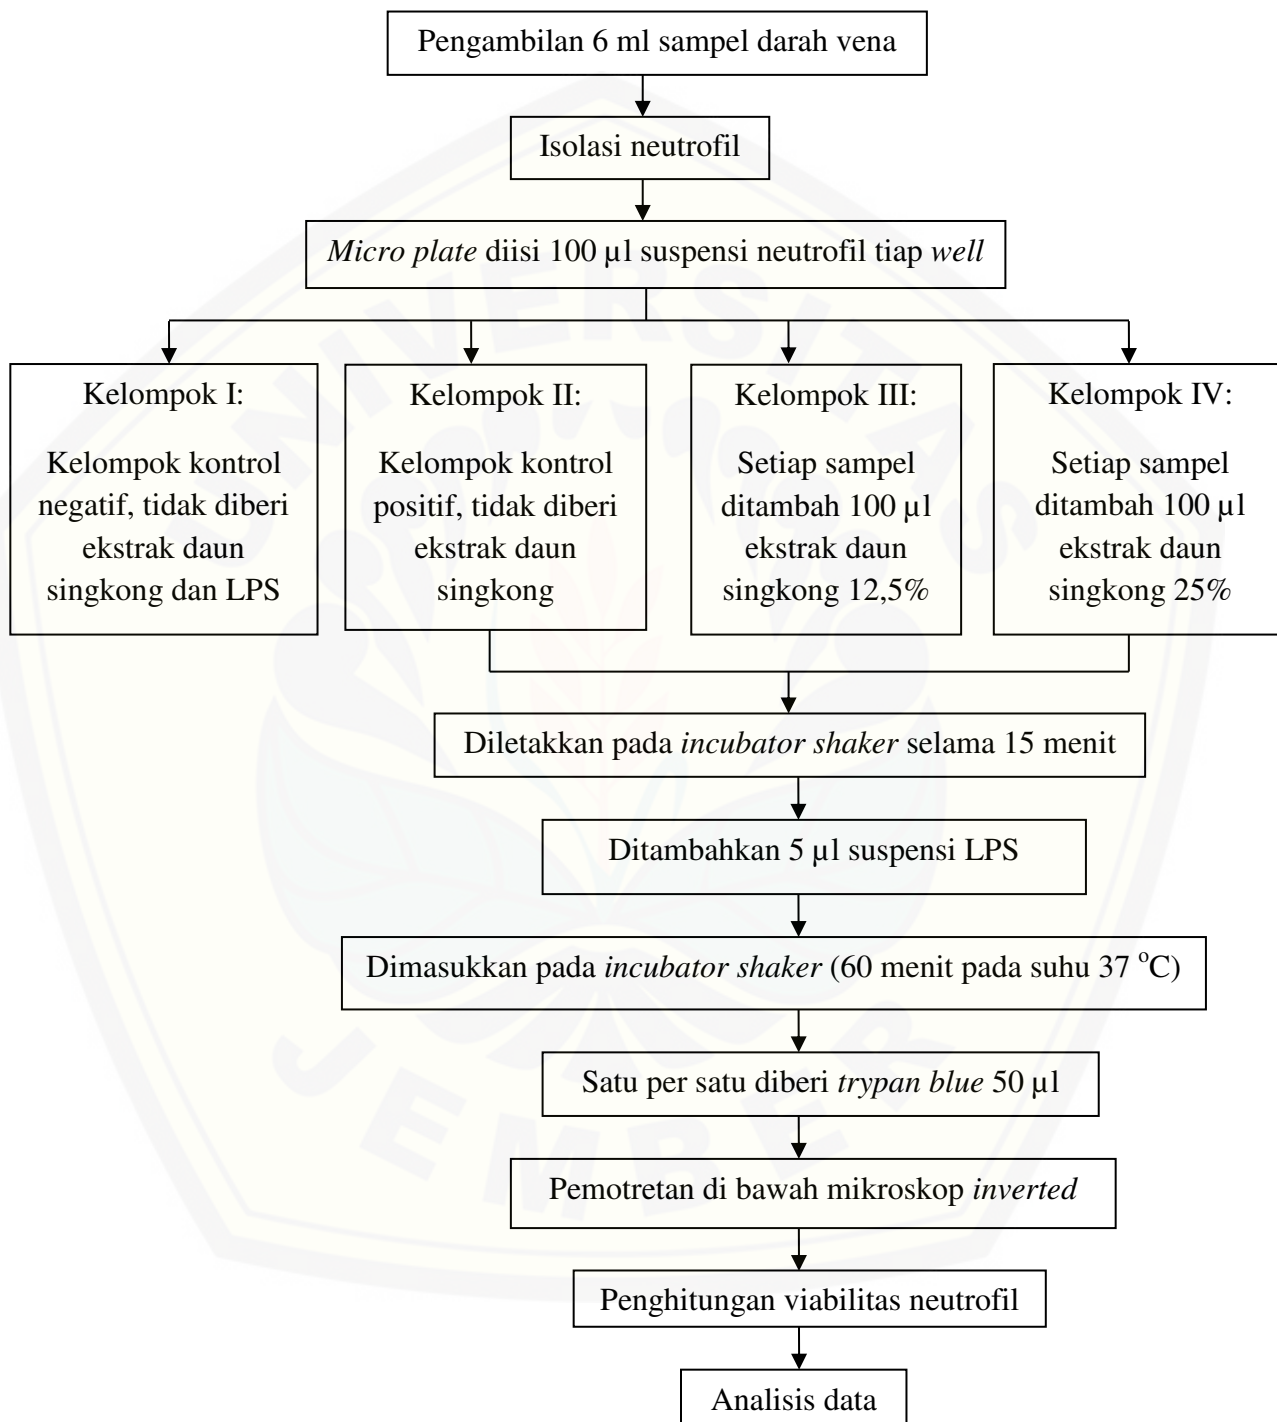 Pengambilan 6 ml sampel darah vena
Isolasi neutrofil
Micro plate diisi 100 µl suspensi neutrofil tiap well
Kelompok I:
Kelompok kontrol
negatif, tidak diberi
ekstrak daun
singkong dan LPS
Kelompok II:
Kelompok kontrol
positif, tidak diberi
ekstrak daun
singkong
Kelompok III:
Setiap sampel
ditambah 100 µl
ekstrak daun
singkong 12,5%
Kelompok IV:
Setiap sampel
ditambah 100 µl
ekstrak daun
singkong 25%
Diletakkan pada incubator shaker selama 15 menit
Ditambahkan 5 µl suspensi LPS
Dimasukkan pada incubator shaker (60 menit pada suhu 37 °C)
Satu per satu diberi trypan blue 50 µl
Pemotretan di bawah mikroskop inverted
Penghitungan viabilitas neutrofil
Analisis data
UNIVERSITAS
JEMBER